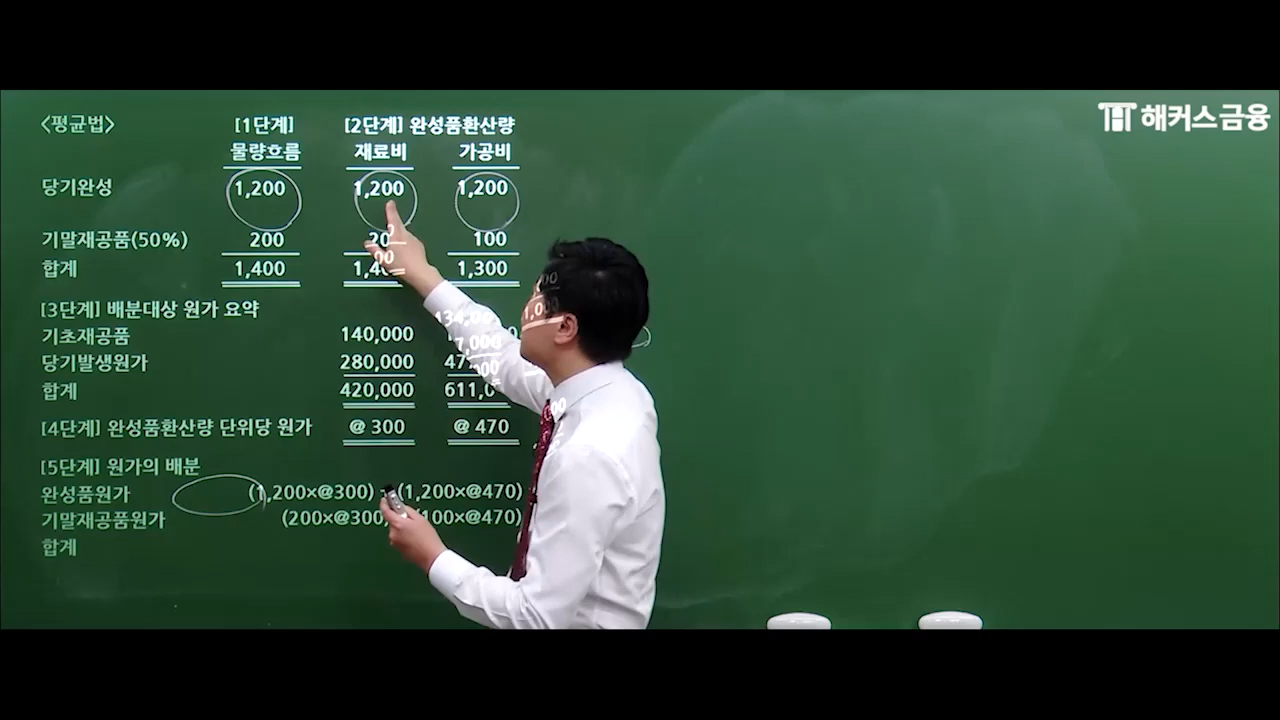 해커스금융
<평균법> [1단계] [2단계] 완성품환산량
물량흐름 재료비 가공비
당기완성 1,200 1,200 1,200
기말재공품(50%) 200 20 100
합계 1,400 1,4 1,300
[3단계] 배분대상 원가 요약
기초재공품 140,000
당기발생원가 280,000 47
합계 420,000 611,0
[4단계] 완성품환산량 단위당 원가 @ 300 @ 470
[5단계] 원가의 배분
완성품원가 (1,200×@300) (1,200×@470)
기말재공품원가 (200×@300 100×@470)
합계